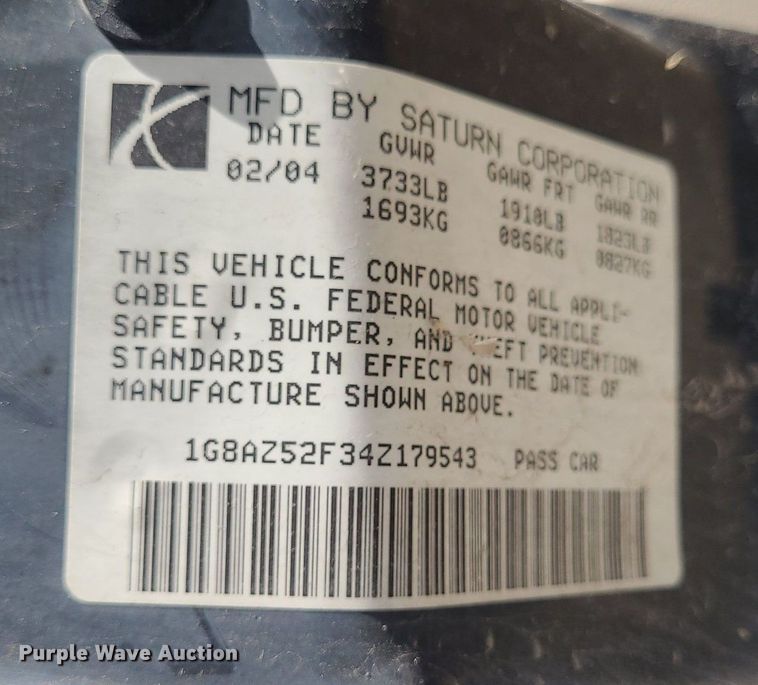 MFD BY SATURN CORPORATION
DATE GVWR GAWR FRT GAWR RR
02/04 3733LB 1910LB 1823LB
1693KG 0866KG 0827KG
THIS VEHICLE CONFORMS TO ALL APPLI-
CABLE U.S. FEDERAL MOTOR VEHICLE
SAFETY, BUMPER, AND THEFT PREVENTION
STANDARDS IN EFFECT ON THE DATE OF
MANUFACTURE SHOWN ABOVE.
1G8AZ52F34Z179543 PASS CAR
Purple Wave Auction